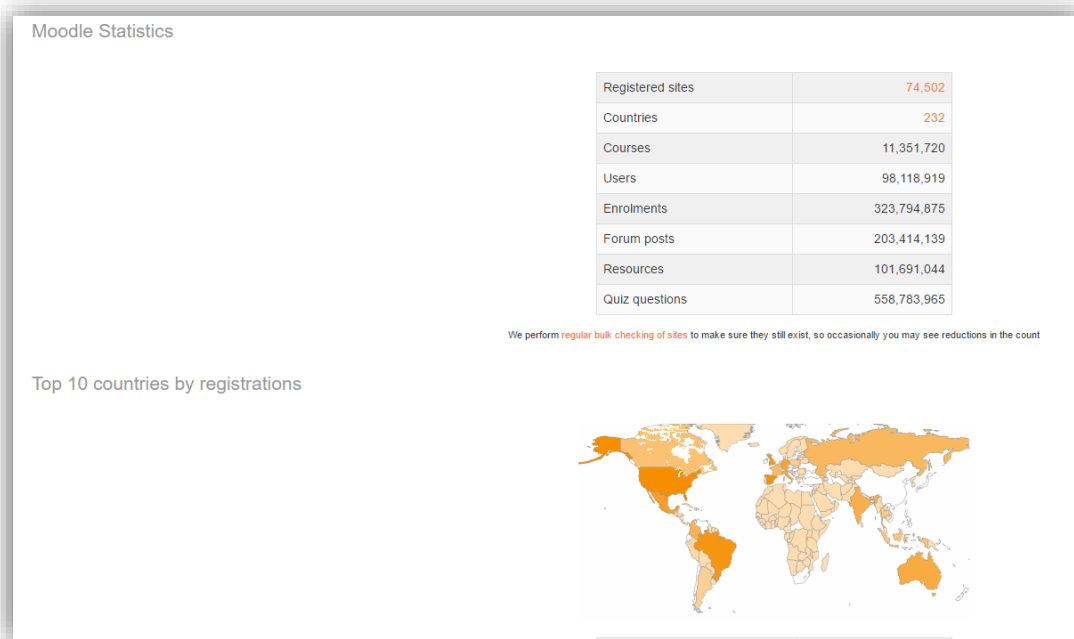 Moodle Statistics
Registered sites 74,502
Countries 232
Courses 11,351,720
Users 98,118,919
Enrolments 323,794,875
Forum posts 203,414,139
Resources 101,691,044
Quiz questions 558,783,965
We perform regular bulk checking of sites to make sure they still exist, so occasionally you may see reductions in the count
Top 10 countries by registrations